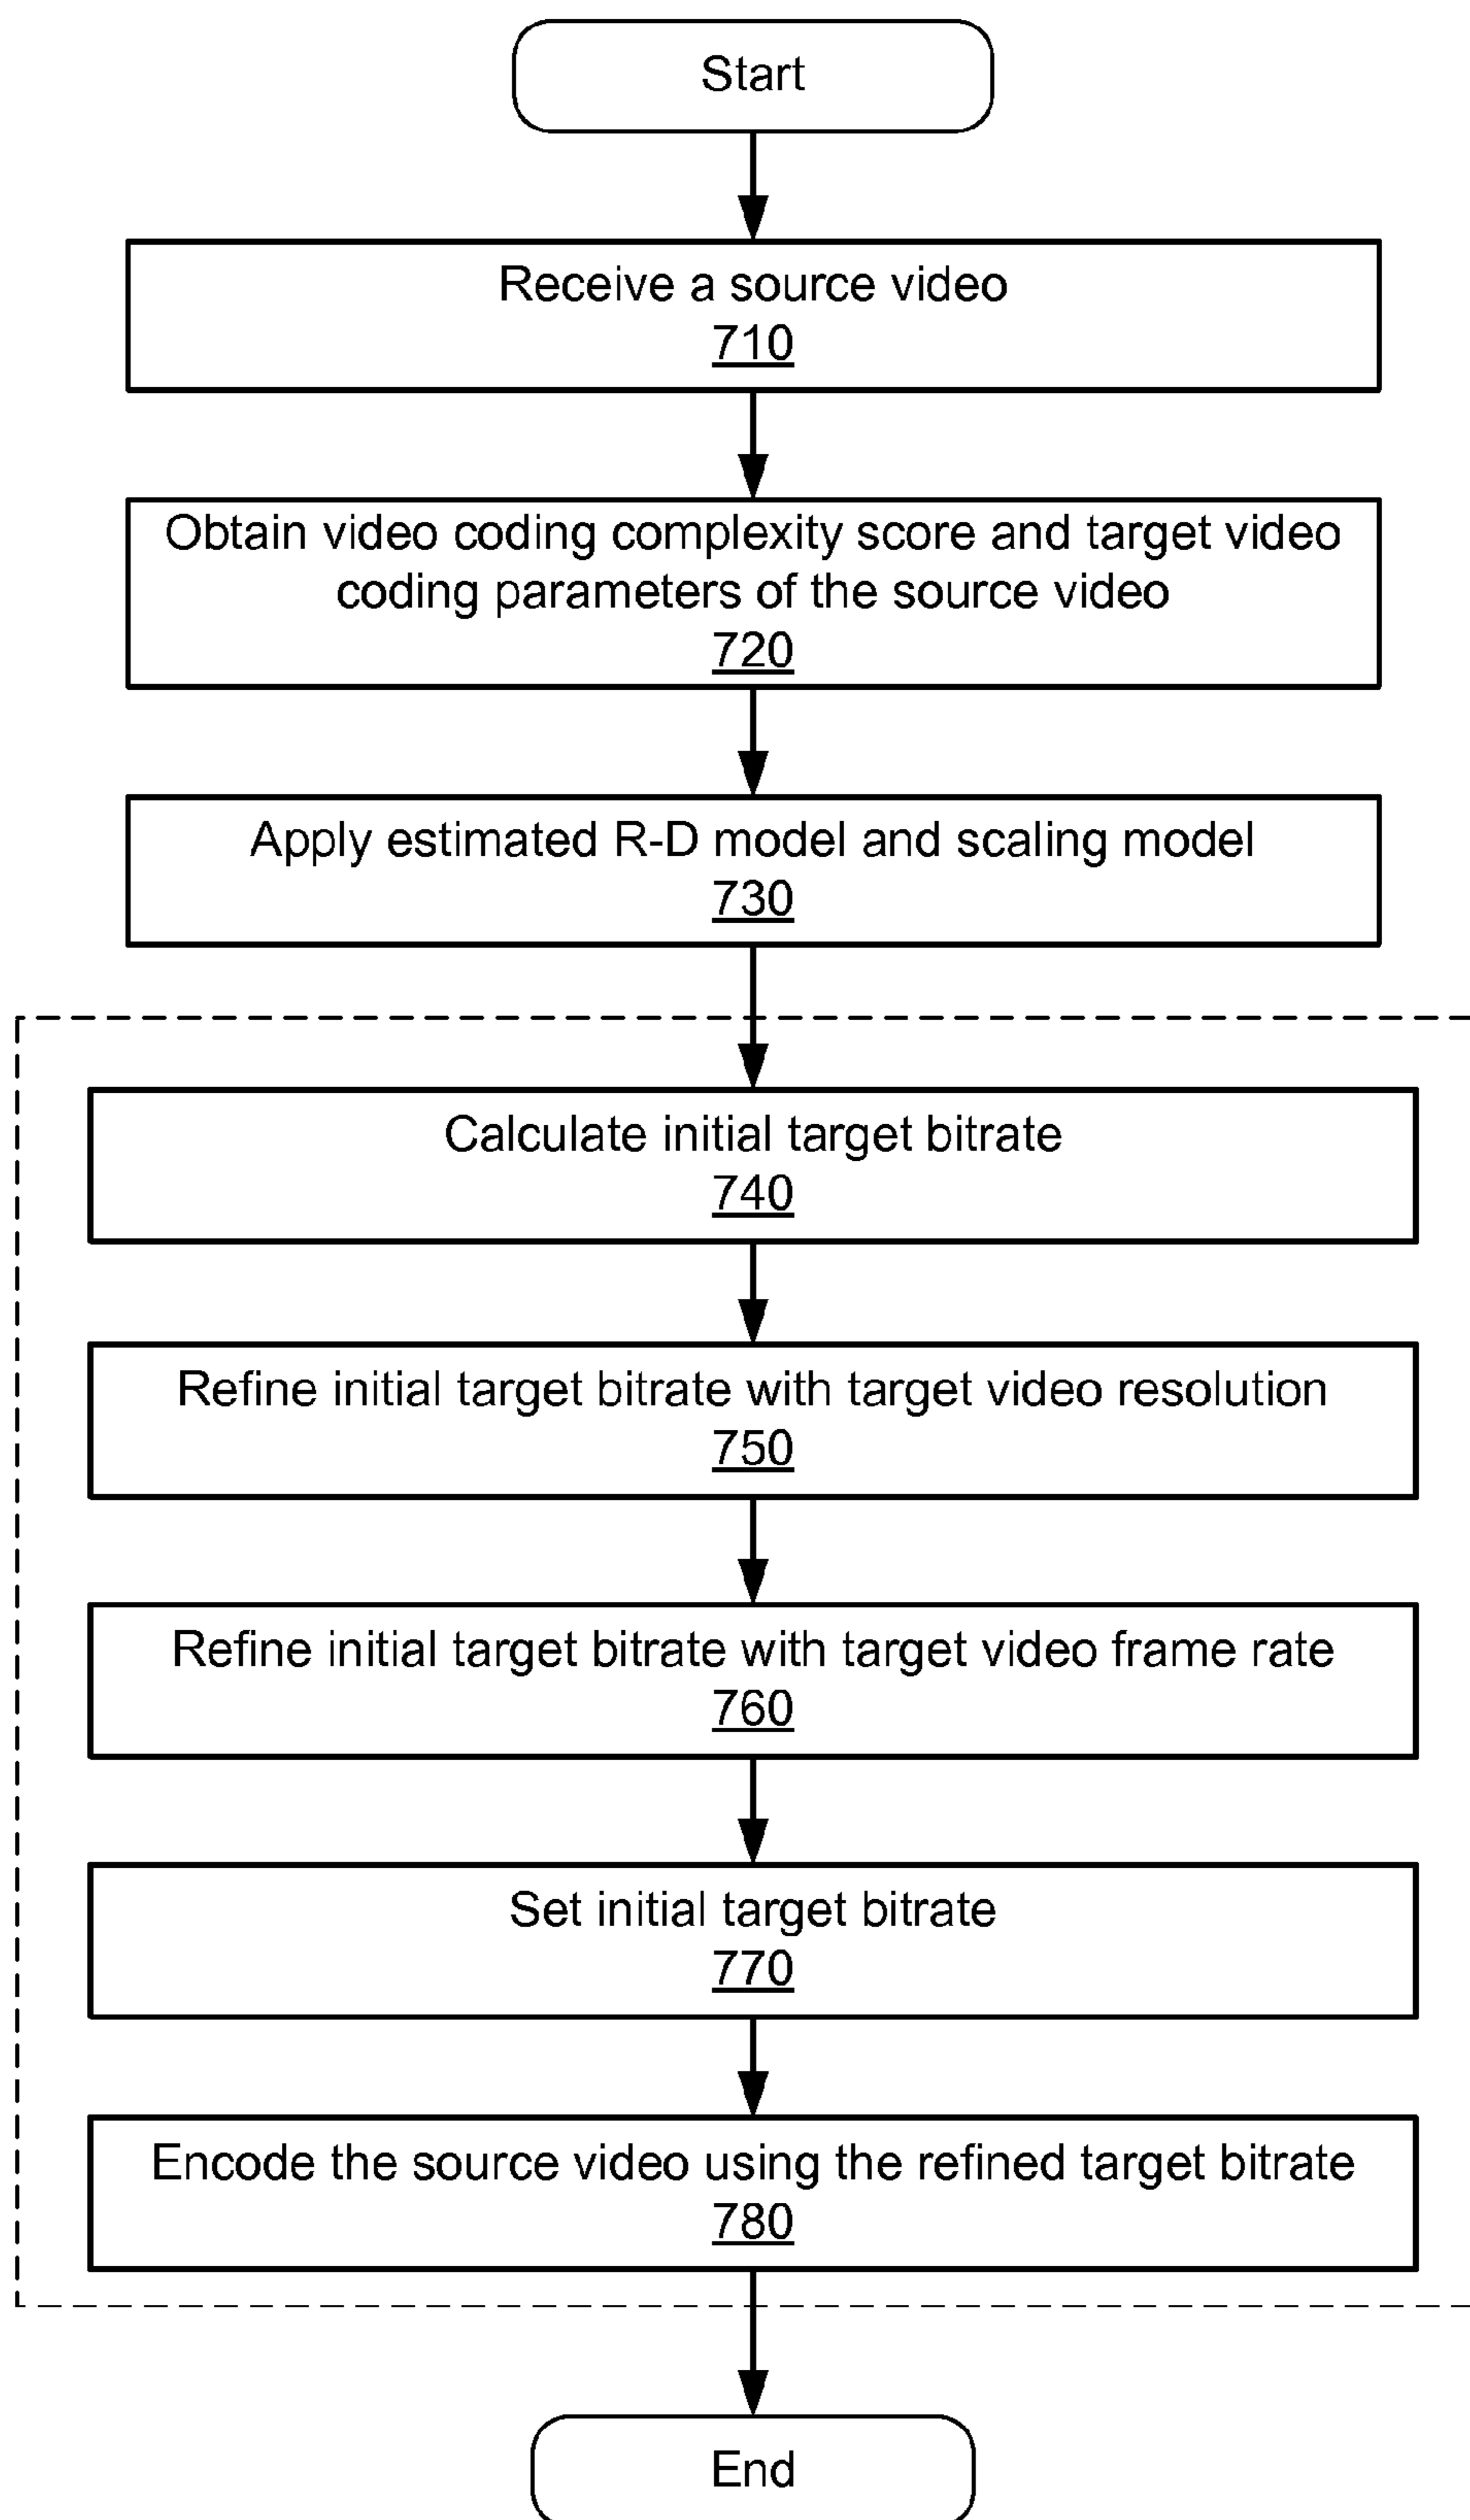 Start
Receive a source video
710
Obtain video coding complexity score and target video
coding parameters of the source video
720
Apply estimated R-D model and scaling model
730
Calculate initial target bitrate
740
Refine initial target bitrate with target video resolution
750
Refine initial target bitrate with target video frame rate
760
Set initial target bitrate
770
Encode the source video using the refined target bitrate
780
End